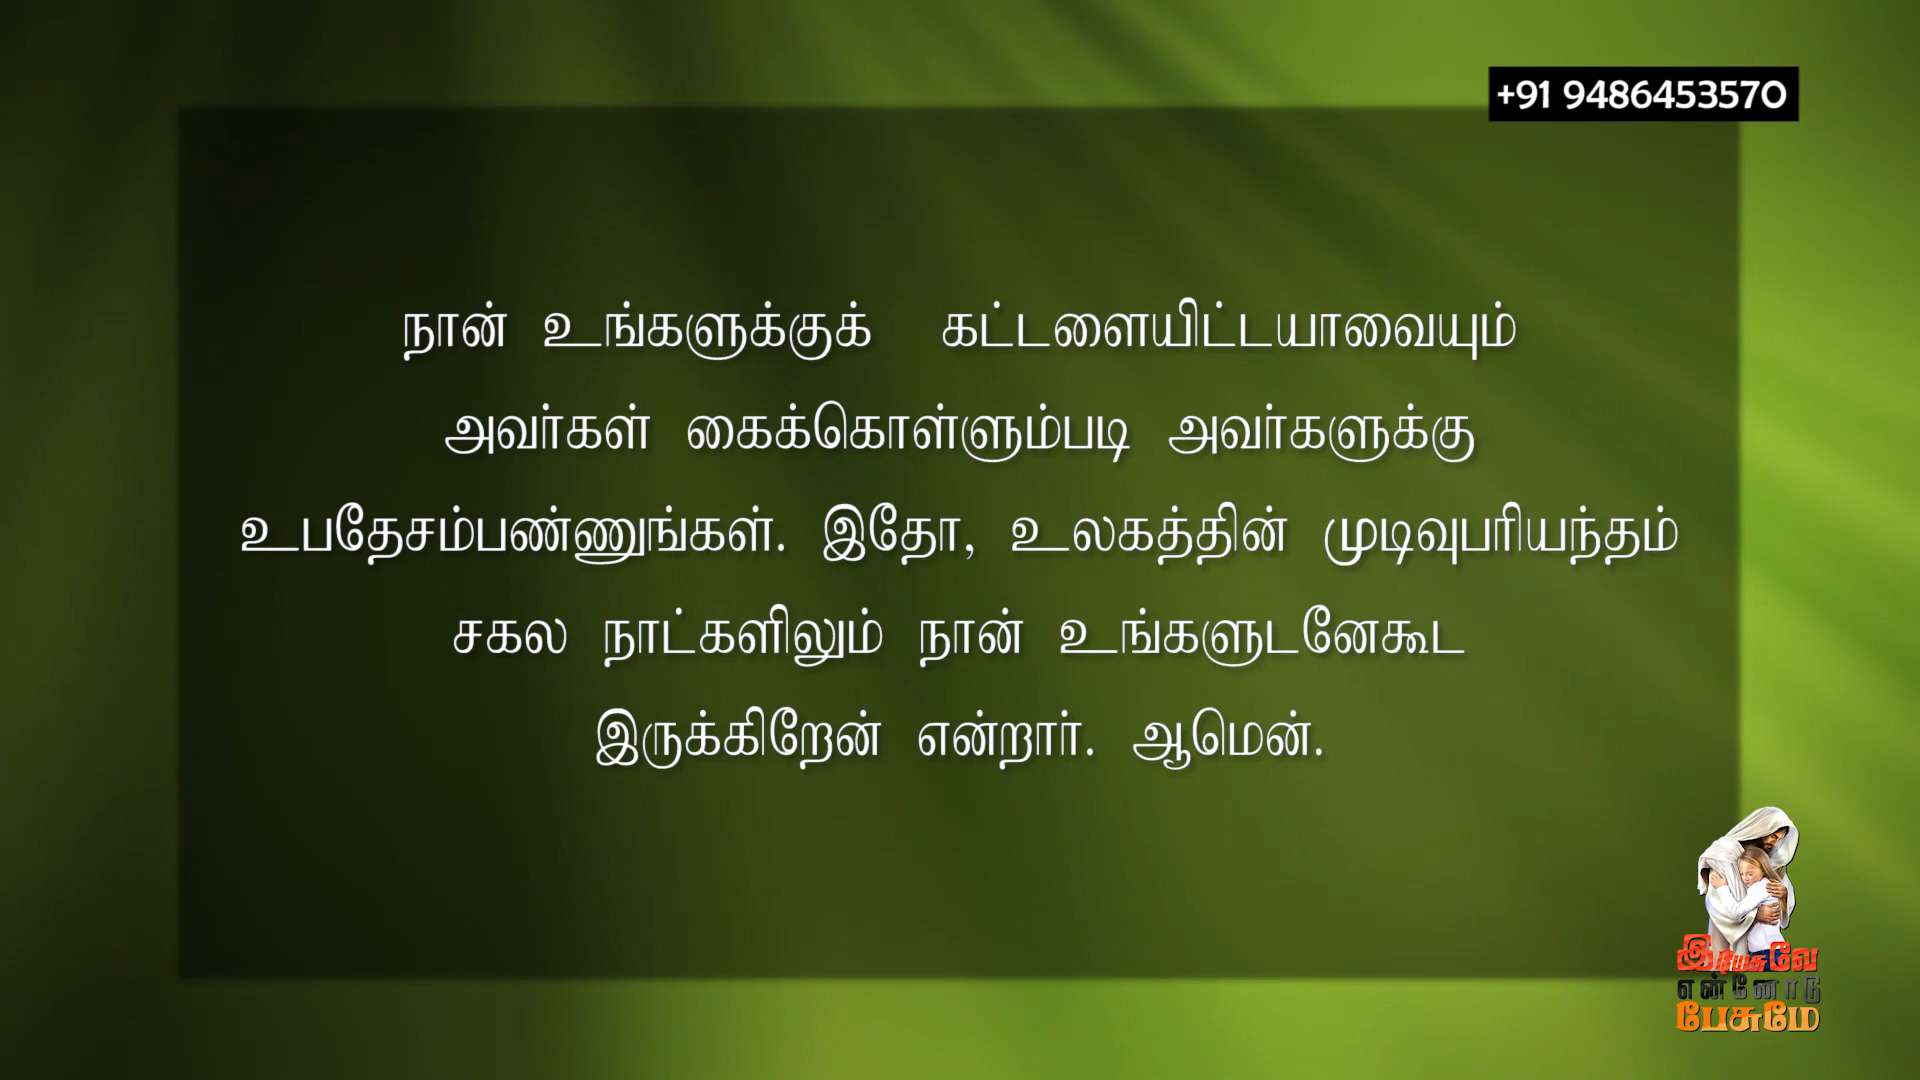 +91 9486453570
நான் உங்களுக்குக் கட்டளையிட்டயாவையும்
அவர்கள் கைக்கொள்ளும்படி அவர்களுக்கு
உபதேசம்பண்ணுங்கள். இதோ, உலகத்தின் முடிவுபரியந்தம்
சகல நாட்களிலும் நான் உங்களுடனேகூட
இருக்கிறேன் என்றார். ஆமென்.
இயேசுவே
என்னோடு
பேசுமே